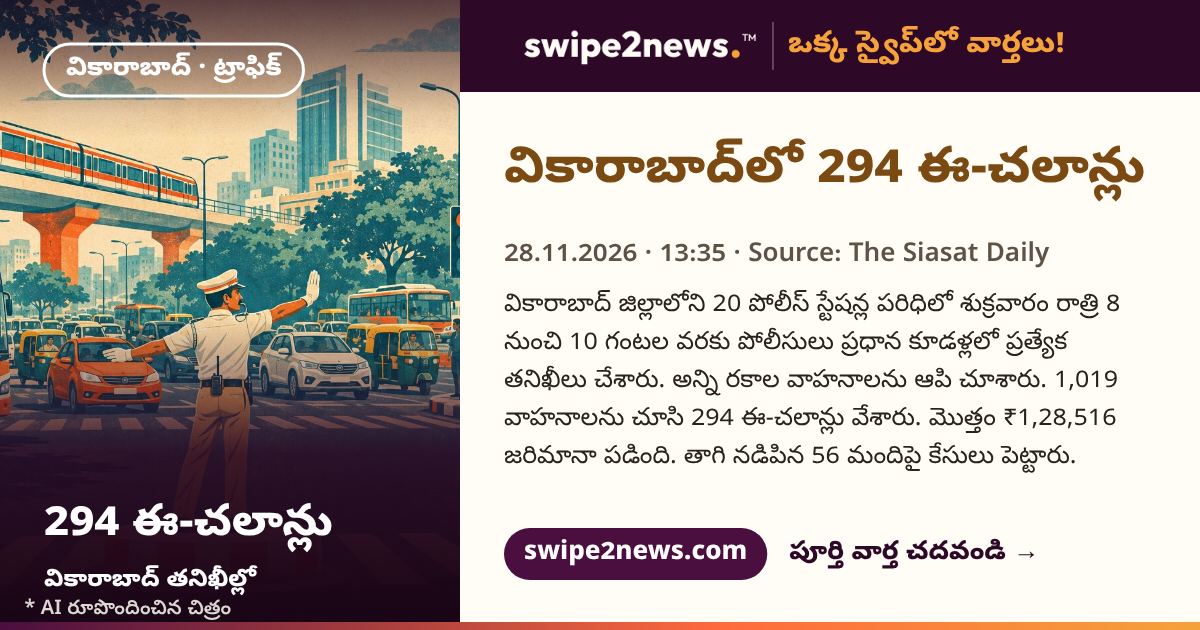 వికారాబాద్ · ట్రాఫిక్
294 ఈ-చలాన్లు
వికారాబాద్ తనిఖీల్లో
* AI రూపొందించిన చిత్రం
swipe2news.™
ఒక్క స్వైప్‌లో వార్తలు!
వికారాబాద్‌లో 294 ఈ-చలాన్లు
28.11.2026 · 13:35 · Source: The Siasat Daily
వికారాబాద్ జిల్లాలోని 20 పోలీస్ స్టేషన్ల పరిధిలో శుక్రవారం రాత్రి 8
నుంచి 10 గంటల వరకు పోలీసులు ప్రధాన కూడళ్లలో ప్రత్యేక
తనిఖీలు చేశారు. అన్ని రకాల వాహనాలను ఆపి చూశారు. 1,019
వాహనాలను చూసి 294 ఈ-చలాన్లు వేశారు. మొత్తం ₹1,28,516
జరిమానా పడింది. తాగి నడిపిన 56 మందిపై కేసులు పెట్టారు.
swipe2news.com
పూర్తి వార్త చదవండి →